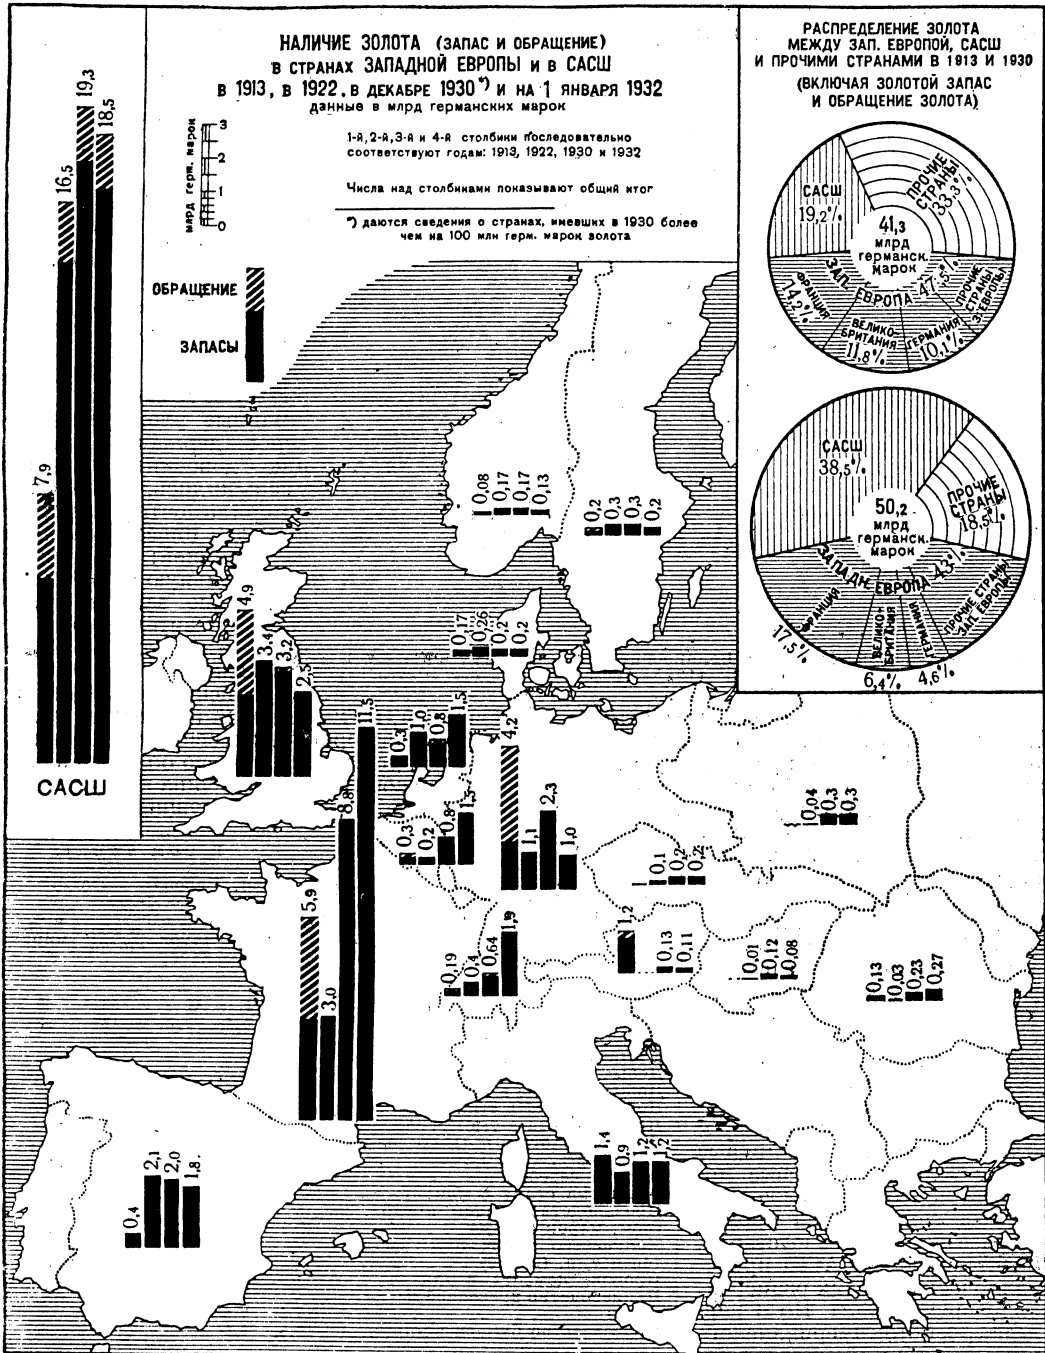 НАЛИЧИЕ ЗОЛОТА (ЗАПАС И ОБРАЩЕНИЕ)
В СТРАНАХ ЗАПАДНОЙ ЕВРОПЫ И В САСШ
В 1913, В 1922, В ДЕКАБРЕ 1930*) И НА 1 ЯНВАРЯ 1932
данные в млрд германских марок
млрд герм. марок
3
2
1
0
1-й, 2-й, 3-й и 4-й столбики последовательно
соответствуют годам: 1913, 1922, 1930 и 1932
Числа над столбиками показывают общий итог
*) даются сведения о странах, имевших в 1930 более
чем на 100 млн герм. марок золота
ОБРАЩЕНИЕ
ЗАПАСЫ
7,9
16,5
19,3
18,5
САСШ
РАСПРЕДЕЛЕНИЕ ЗОЛОТА
МЕЖДУ ЗАП. ЕВРОПОЙ, САСШ
И ПРОЧИМИ СТРАНАМИ В 1913 И 1930
(ВКЛЮЧАЯ ЗОЛОТОЙ ЗАПАС
И ОБРАЩЕНИЕ ЗОЛОТА)
САСШ
19,2%
ПРОЧИЕ
СТРАНЫ
33,3%
41,3
млрд
германск.
марок
ЗАП. ЕВРОПА 47,5%
ФРАНЦИЯ
14,2%
ВЕЛИКО-
БРИТАНИЯ
11,8%
ГЕРМАНИЯ
10,1%
ПРОЧИЕ
СТРАНЫ
З. ЕВРОПЫ
САСШ
38,5%
ПРОЧИЕ
СТРАНЫ
18,5%
50,2
млрд
германск.
марок
ЗАПАДН. ЕВРОПА 43%
ФРАНЦИЯ
17,5%
ВЕЛИКО-
БРИТАНИЯ
6,4%
ГЕРМАНИЯ
4,6%
ПРОЧИЕ СТРАНЫ
ЗАП. ЕВРОПЫ
0,08
0,17
0,17
0,13
0,2
0,3
0,3
0,2
4,9
3,4
3,2
2,5
0,17
0,26
0,2
0,2
0,3
1,0
0,8
1,5
0,3
0,2
0,8
1,5
4,2
1,1
2,3
1,0
0,04
0,3
0,3
0,1
0,2
0,2
5,9
3,0
8,8
11,5
0,19
0,4
0,64
1,9
1,2
0,13
0,11
0,01
0,12
0,08
0,13
0,03
0,23
0,27
0,4
2,1
2,0
1,8
1,4
0,9
1,2
1,2